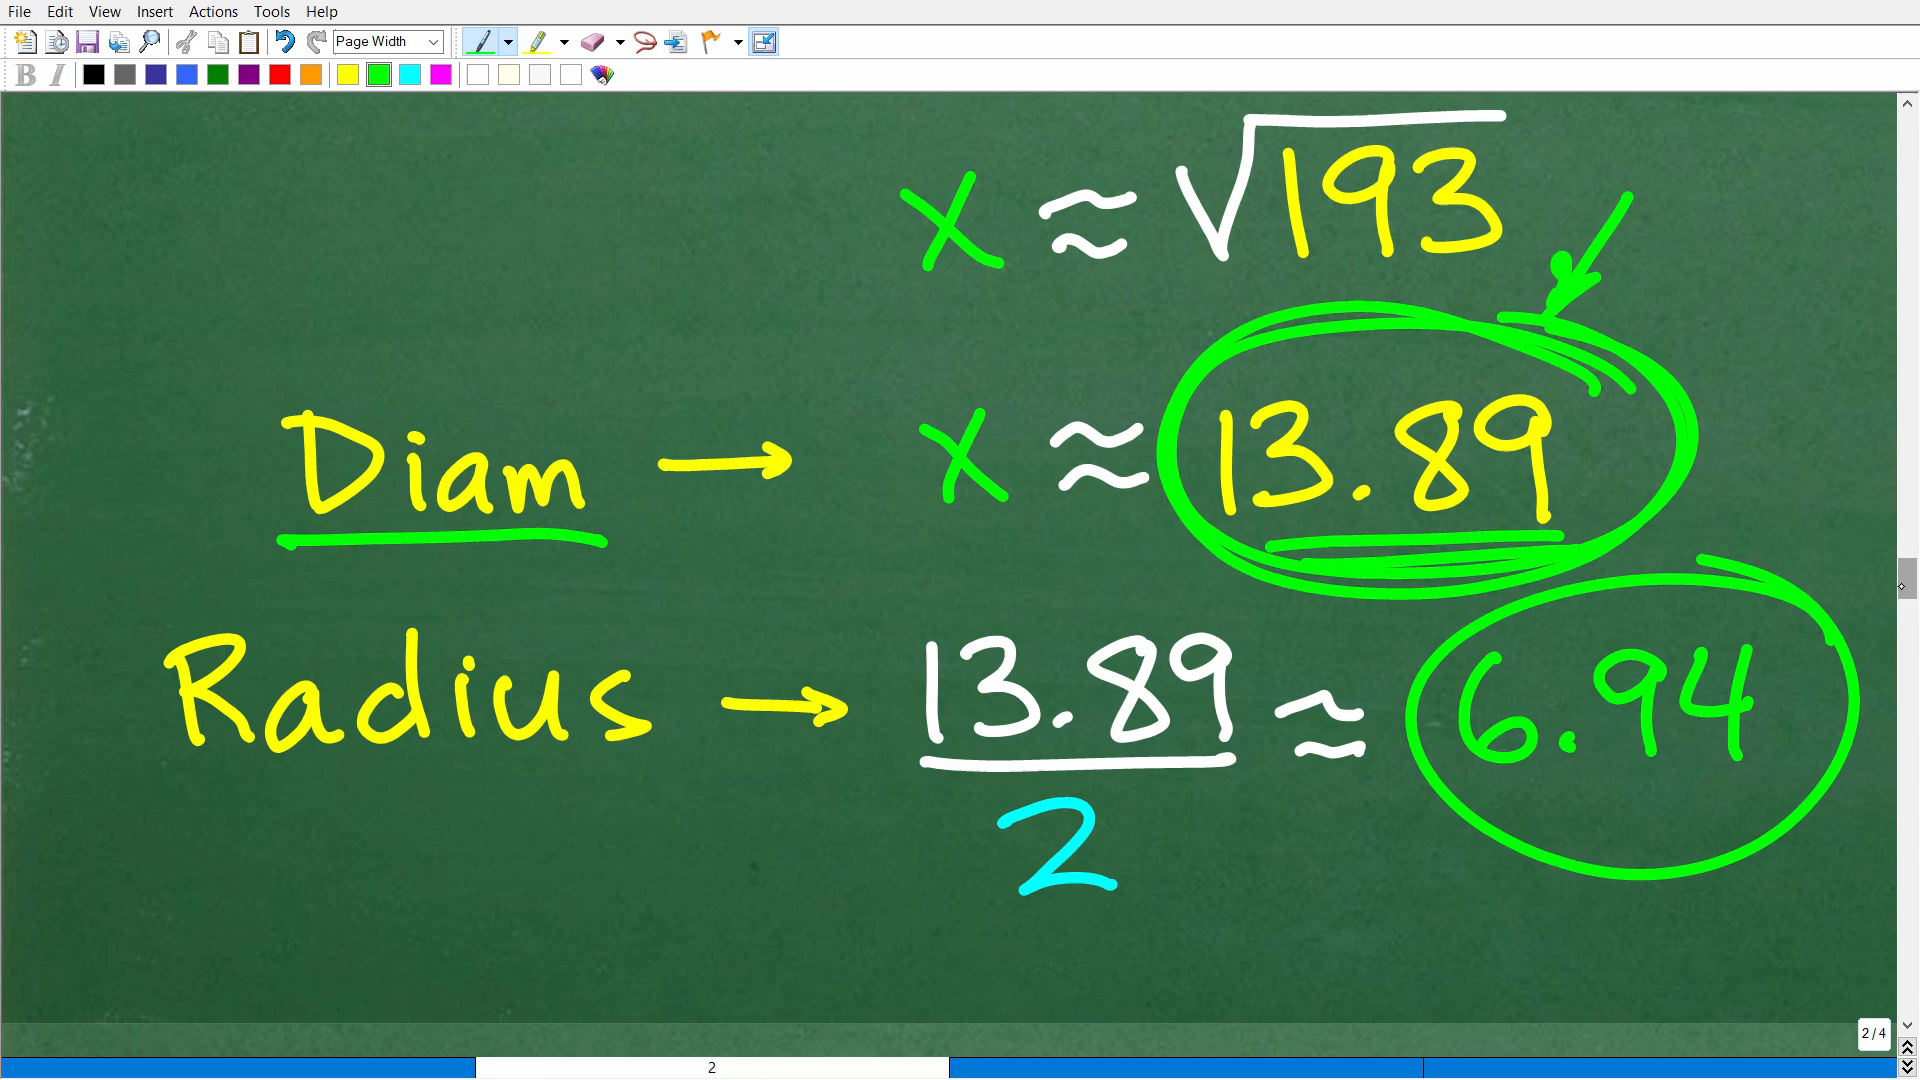 File Edit View Insert Actions Tools Help
Page Width
B I
x ≈ √193
Diam → x ≈ 13.89
Radius → 13.89 ≈ 6.94
2
2 / 4
2